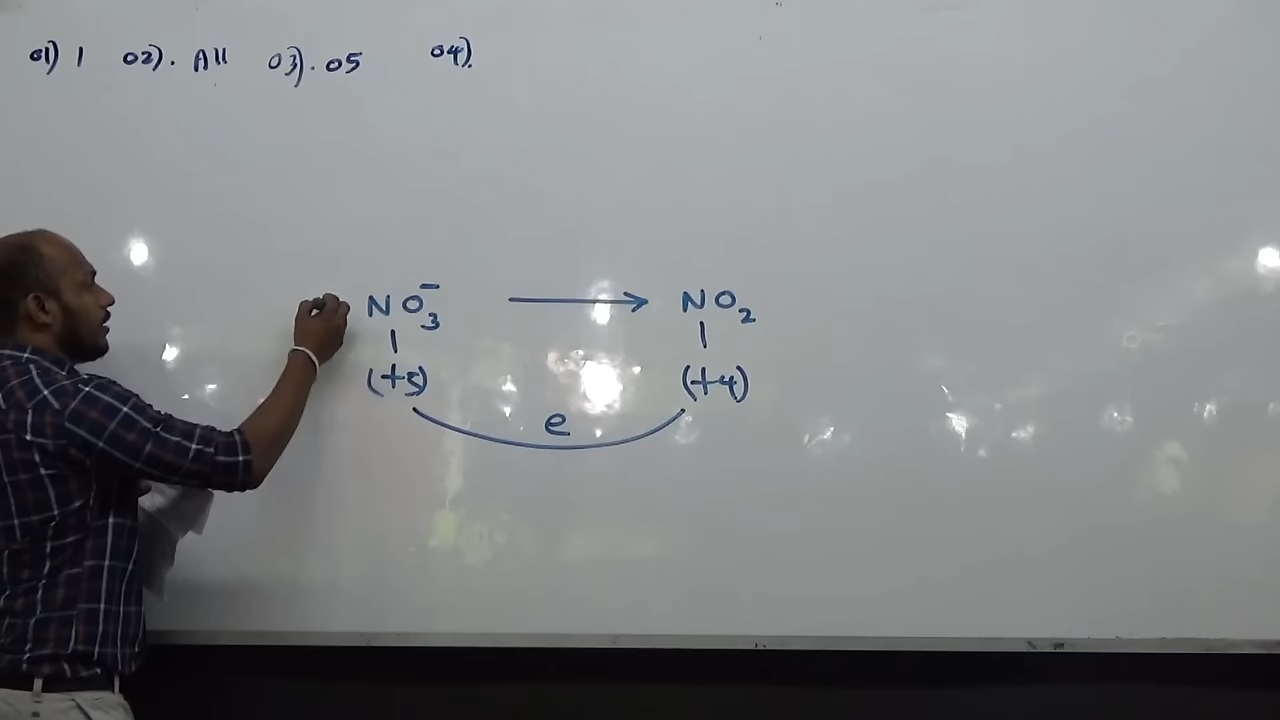 01) 1 02). All 03). 05 04).
NO₃⁻ → NO₂
(+5) (+4)
e